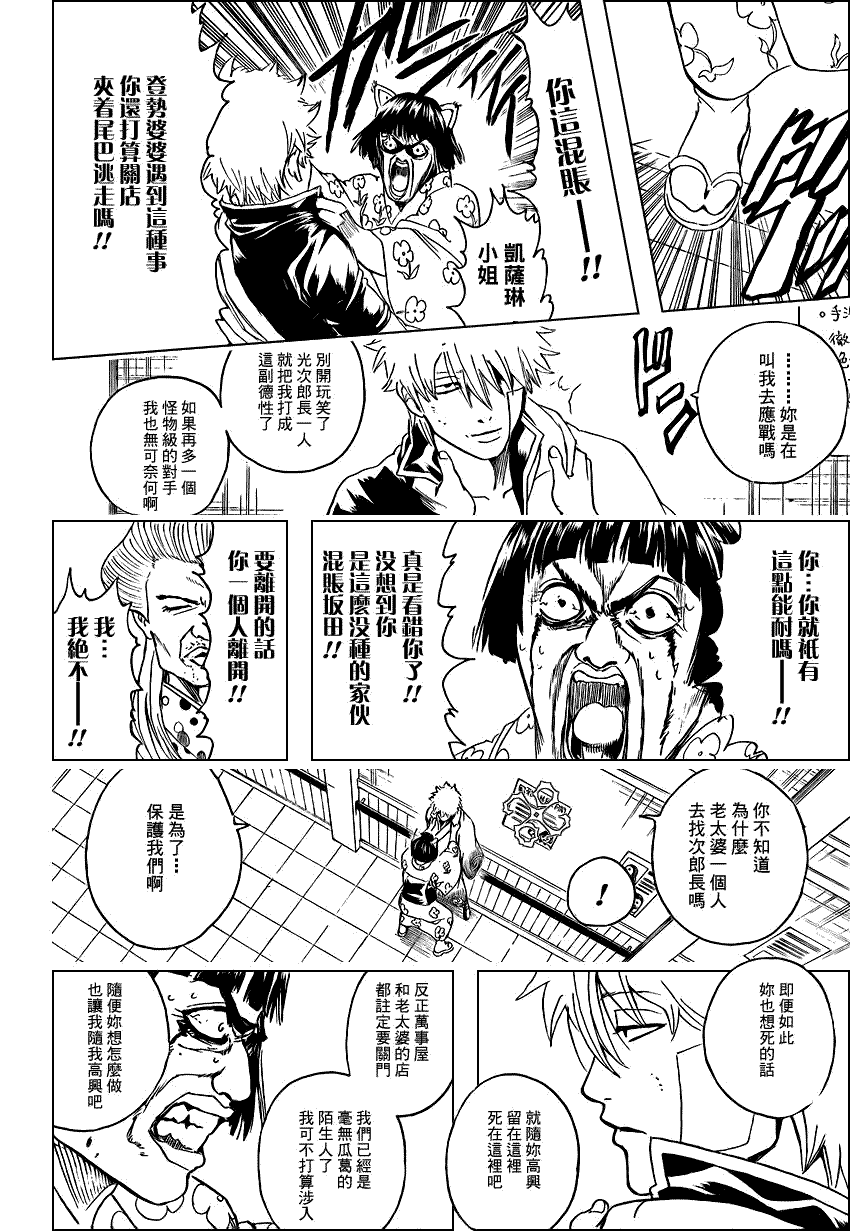 你這混賬——!!
凱薩琳
小姐
登勢婆婆遇到這種事
你還打算關店
夾着尾巴逃走嗎!!
………妳是在
叫我去應戰嗎
別開玩笑了
光次郎長一人
就把我打成
這副德性了
如果再多一個
怪物級的對手
我也無可奈何啊
你…你就衹有
這點能耐嗎——!!
真是看錯你了!!
没想到你
是這麼没種的家伙
混賬坂田!!
要離開的話
你一個人離開!!
我…
我絕不——!!
你不知道
為什麼
老太婆一個人
去找次郎長嗎
!
是為了…
保護我們啊
即便如此
妳也想死的話
就隨妳高興
留在這裡
死在這裡吧
反正萬事屋
和老太婆的店
都註定要關門
我們已經是
毫無瓜葛的
陌生人了
我可不打算涉入
隨便妳想怎麼做
也讓我隨我高興吧